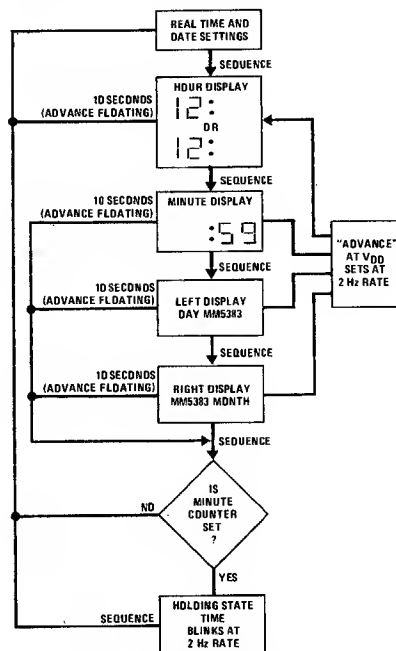 REAL TIME AND
DATE SETTINGS
SEQUENCE
10 SECONDS
(ADVANCE FLOATING)
HOUR DISPLAY
12:
OR
12:
SEQUENCE
10 SECONDS
(ADVANCE FLOATING)
MINUTE DISPLAY
:59
"ADVANCE"
AT VDD
SETS AT
2 Hz RATE
SEQUENCE
10 SECONDS
(ADVANCE FLOATING)
LEFT DISPLAY
DAY MM5383
SEQUENCE
10 SECONDS
(ADVANCE FLOATING)
RIGHT DISPLAY
MM5383 MONTH
SEQUENCE
IS
MINUTE
COUNTER
SET
?
NO
YES
SEQUENCE
HOLDING STATE
TIME
BLINKS AT
2 Hz RATE